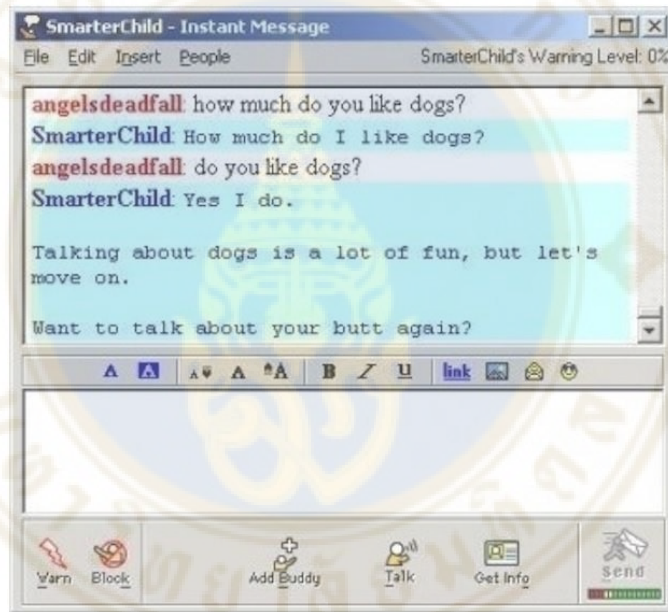 SmarterChild - Instant Message
File Edit Insert People SmarterChild's Warning Level: 0%
angelsdeadfall: how much do you like dogs?
SmarterChild: How much do I like dogs?
angelsdeadfall: do you like dogs?
SmarterChild: Yes I do.
Talking about dogs is a lot of fun, but let's
move on.
Want to talk about your butt again?
A A A A A B I U link
Warn Block Add Buddy Talk Get Info Send